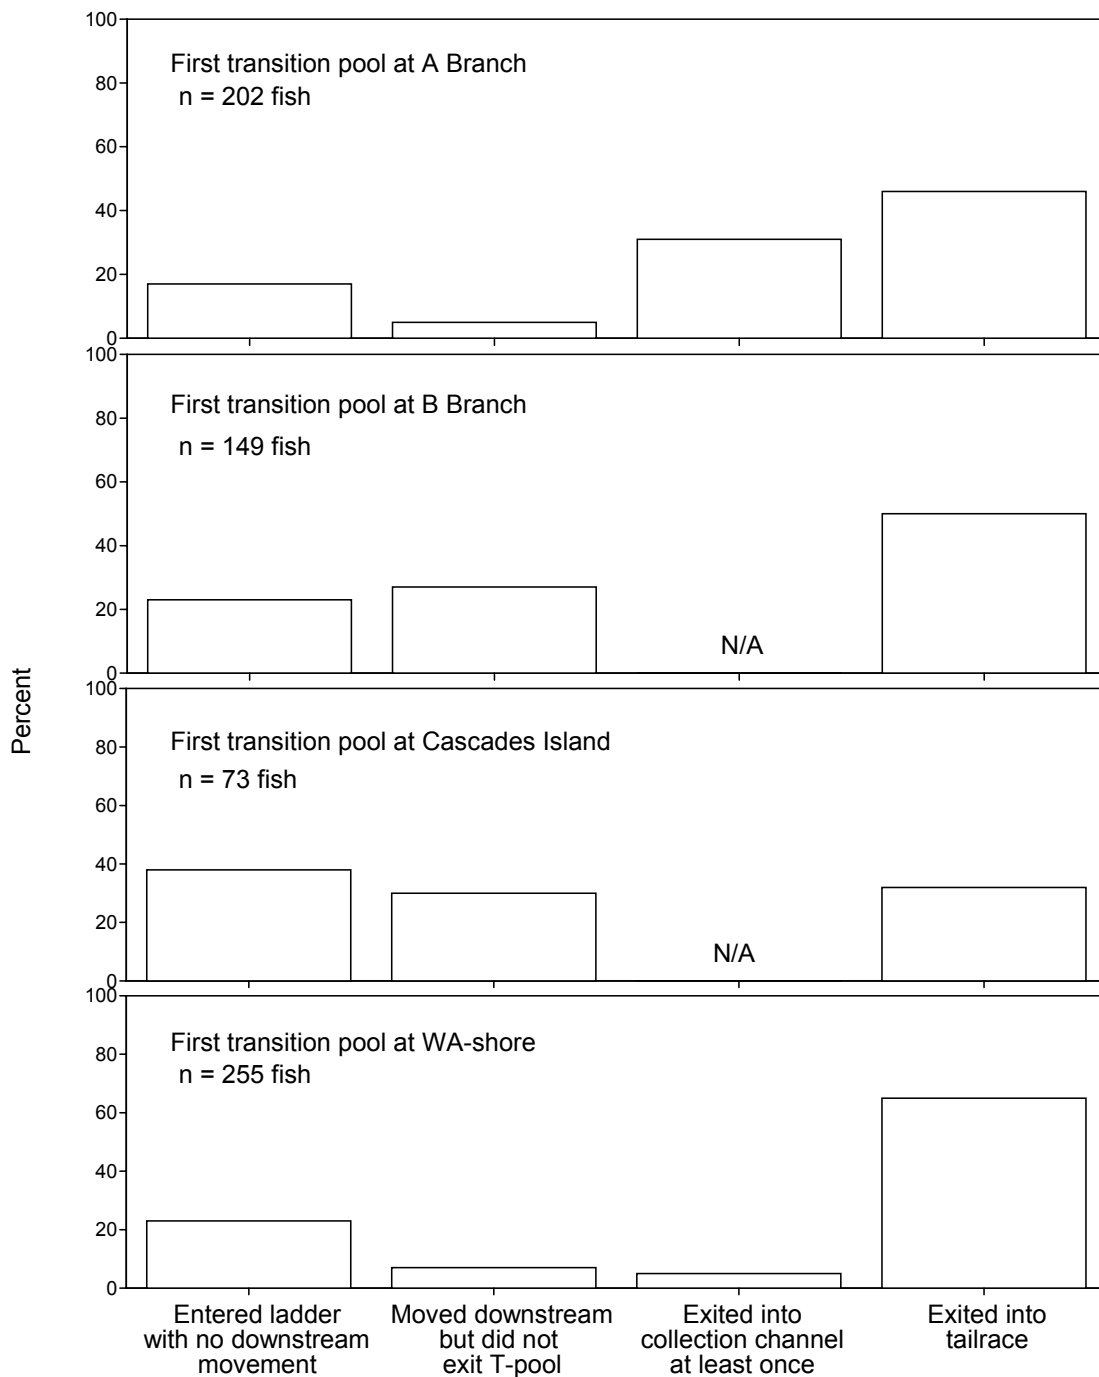 Percent
100
80
60
40
20
0
First transition pool at A Branch
n = 202 fish
100
80
60
40
20
0
First transition pool at B Branch
n = 149 fish
N/A
100
80
60
40
20
0
First transition pool at Cascades Island
n = 73 fish
N/A
100
80
60
40
20
0
First transition pool at WA-shore
n = 255 fish
Entered ladder
with no downstream
movement
Moved downstream
but did not
exit T-pool
Exited into
collection channel
at least once
Exited into
tailrace